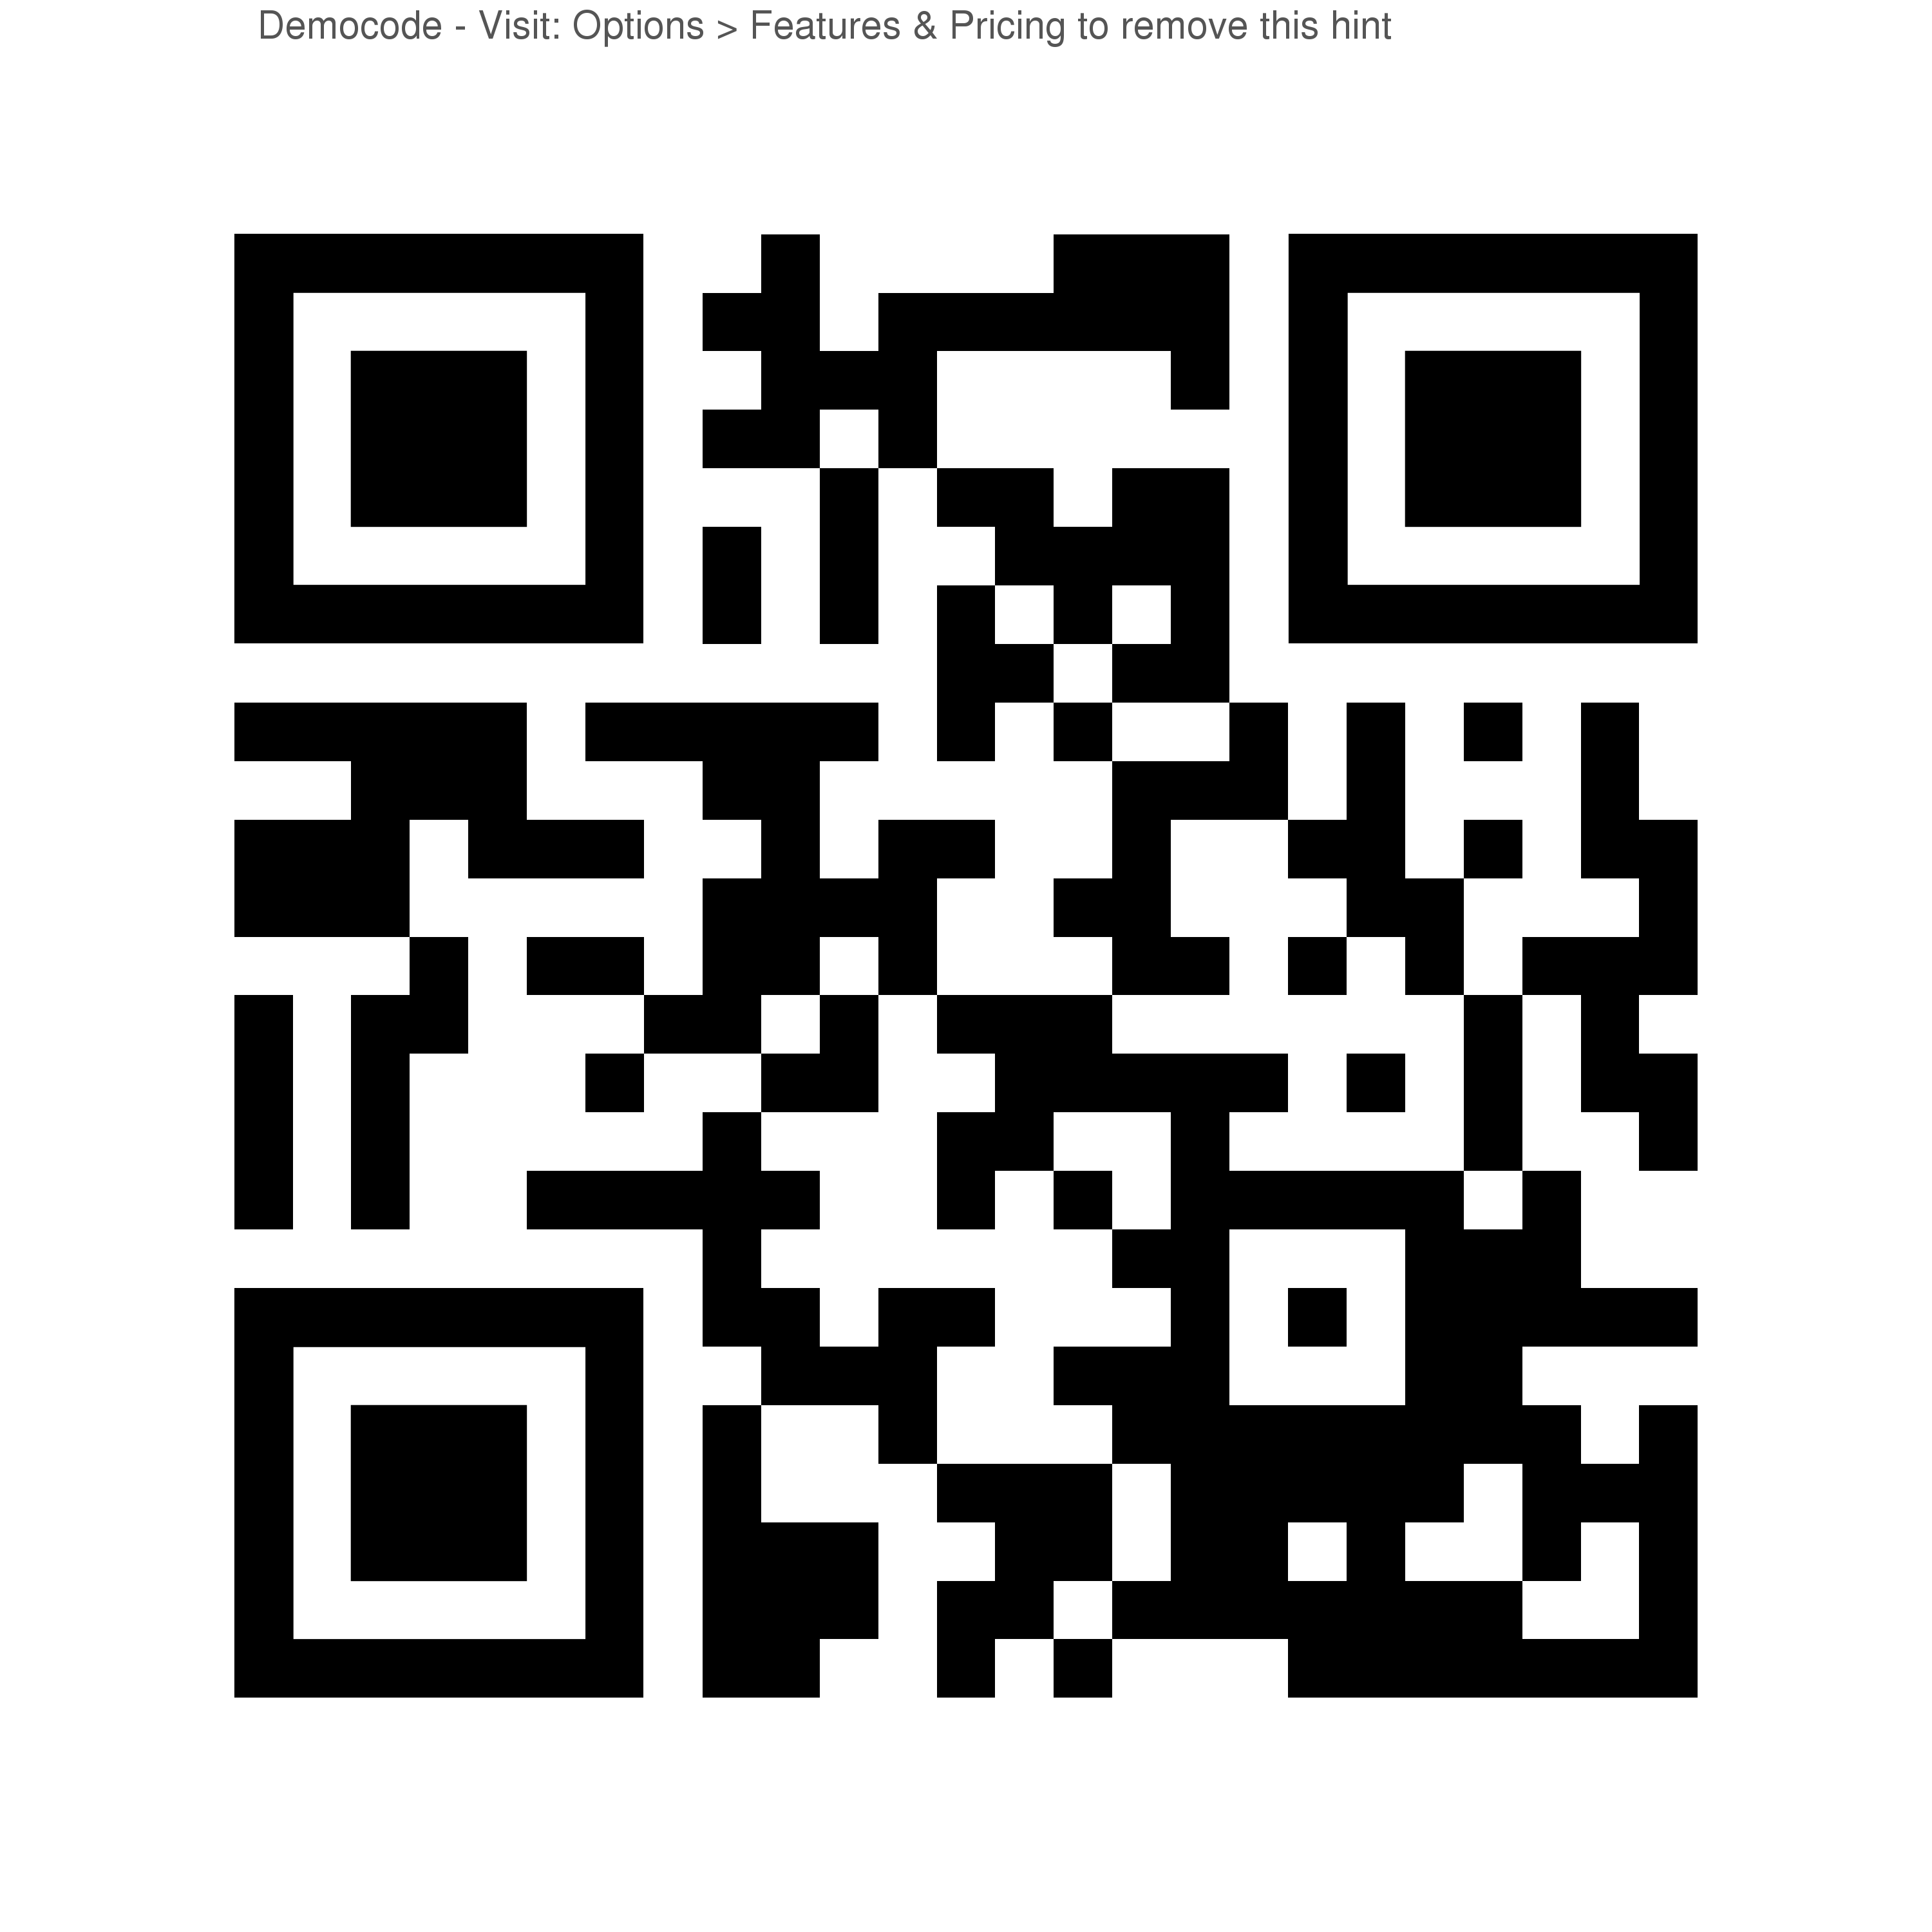 Democode - Visit: Options > Features & Pricing to remove this hint